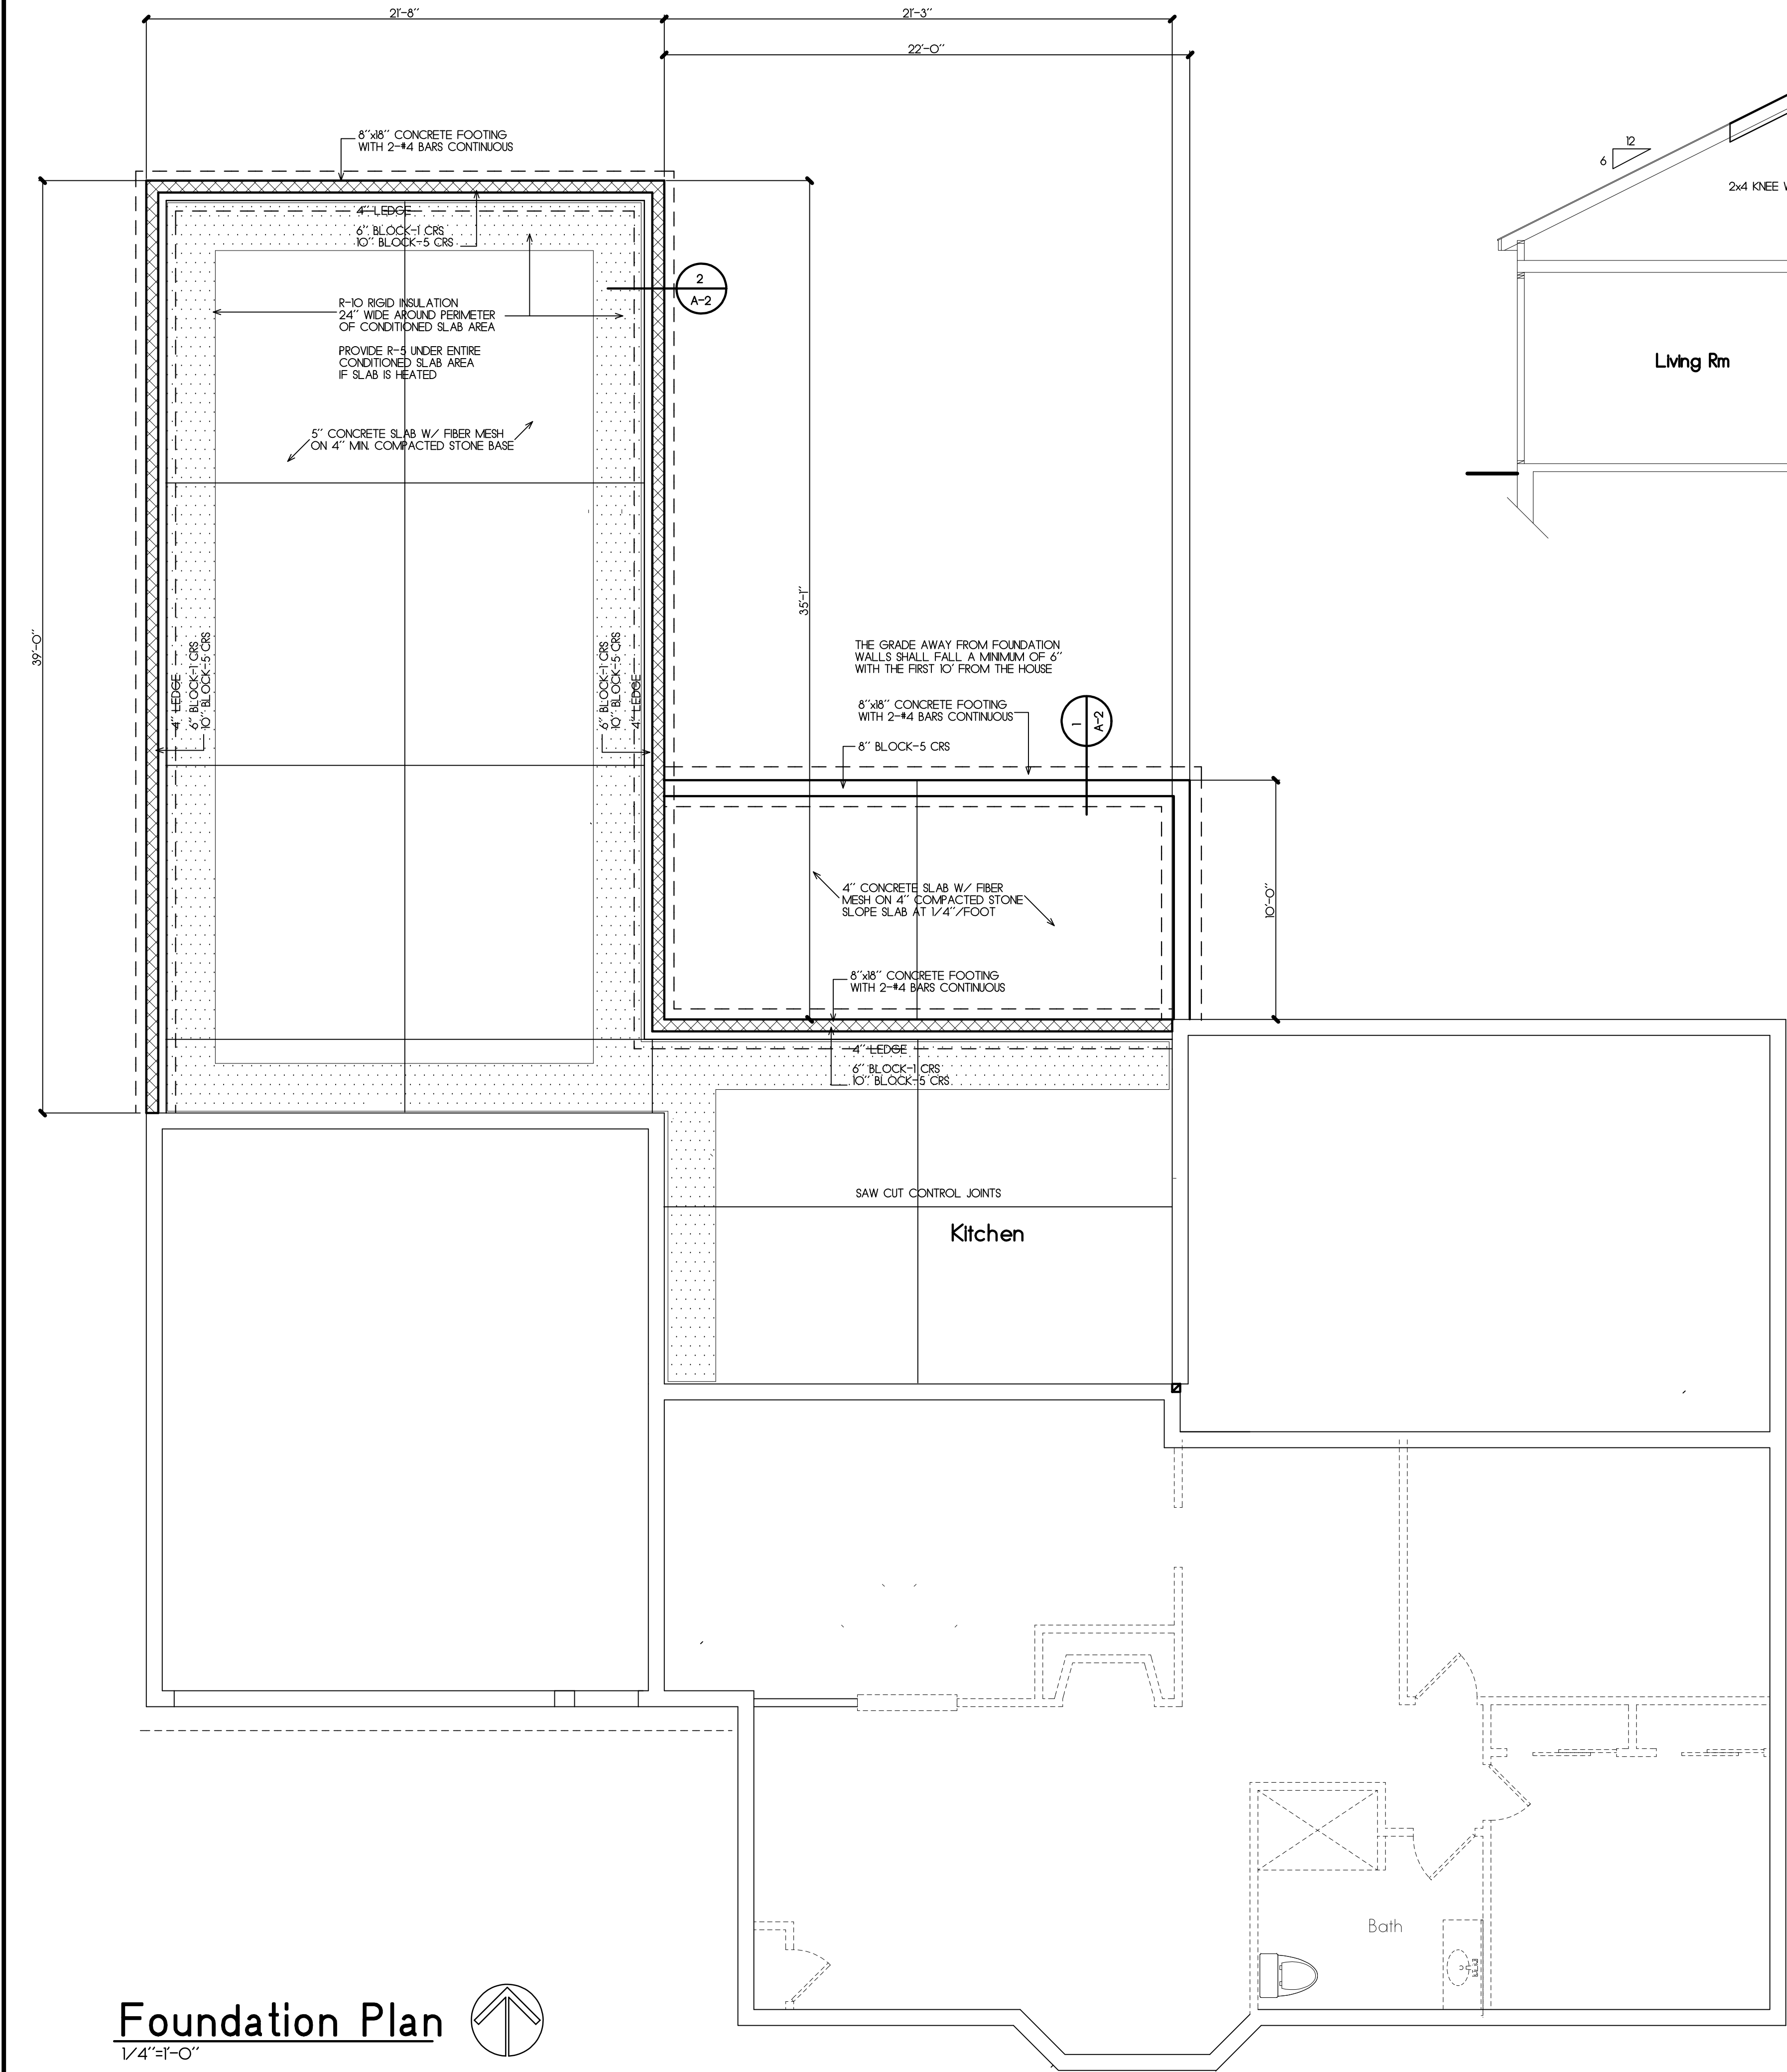 21'-8"
21'-3"
22'-0"
8"x18" CONCRETE FOOTING
WITH 2-#4 BARS CONTINUOUS
12
6
2x4 KNEE
4" LEDGE
6" BLOCK-1 CRS
10" BLOCK-5 CRS
2
A-2
R-10 RIGID INSULATION
24" WIDE AROUND PERIMETER
OF CONDITIONED SLAB AREA
PROVIDE R-5 UNDER ENTIRE
CONDITIONED SLAB AREA
IF SLAB IS HEATED
Living Rm
5" CONCRETE SLAB W/ FIBER MESH
ON 4" MIN. COMPACTED STONE BASE
39'-0"
35'-1"
4" LEDGE
6" BLOCK-1 CRS
10" BLOCK-5 CRS
6" BLOCK-1 CRS
10" BLOCK-5 CRS
4" LEDGE
THE GRADE AWAY FROM FOUNDATION
WALLS SHALL FALL A MINIMUM OF 6"
WITH THE FIRST 10' FROM THE HOUSE
8"x18" CONCRETE FOOTING
WITH 2-#4 BARS CONTINUOUS
1
A-2
8" BLOCK-5 CRS
10'-0"
4" CONCRETE SLAB W/ FIBER
MESH ON 4" COMPACTED STONE
SLOPE SLAB AT 1/4"/FOOT
8"x18" CONCRETE FOOTING
WITH 2-#4 BARS CONTINUOUS
4" LEDGE
6" BLOCK-1 CRS
10" BLOCK-5 CRS
SAW CUT CONTROL JOINTS
Kitchen
Bath
Foundation Plan
1/4"=1'-0"